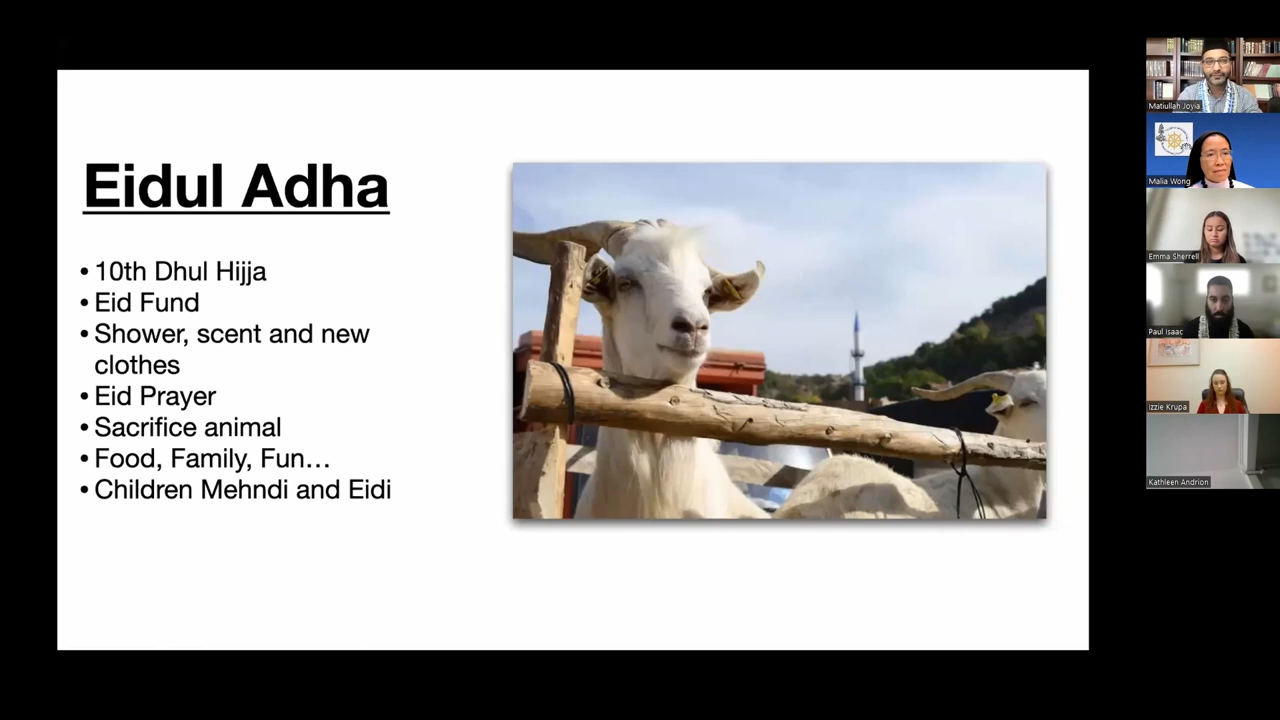 Eidul Adha
• 10th Dhul Hijja
• Eid Fund
• Shower, scent and new
clothes
• Eid Prayer
• Sacrifice animal
• Food, Family, Fun…
• Children Mehndi and Eidi
Matiullah Joyia
Malia Wong
Emma Sherrell
Paul Isaac
Izzie Krupa
Kathleen Andrion